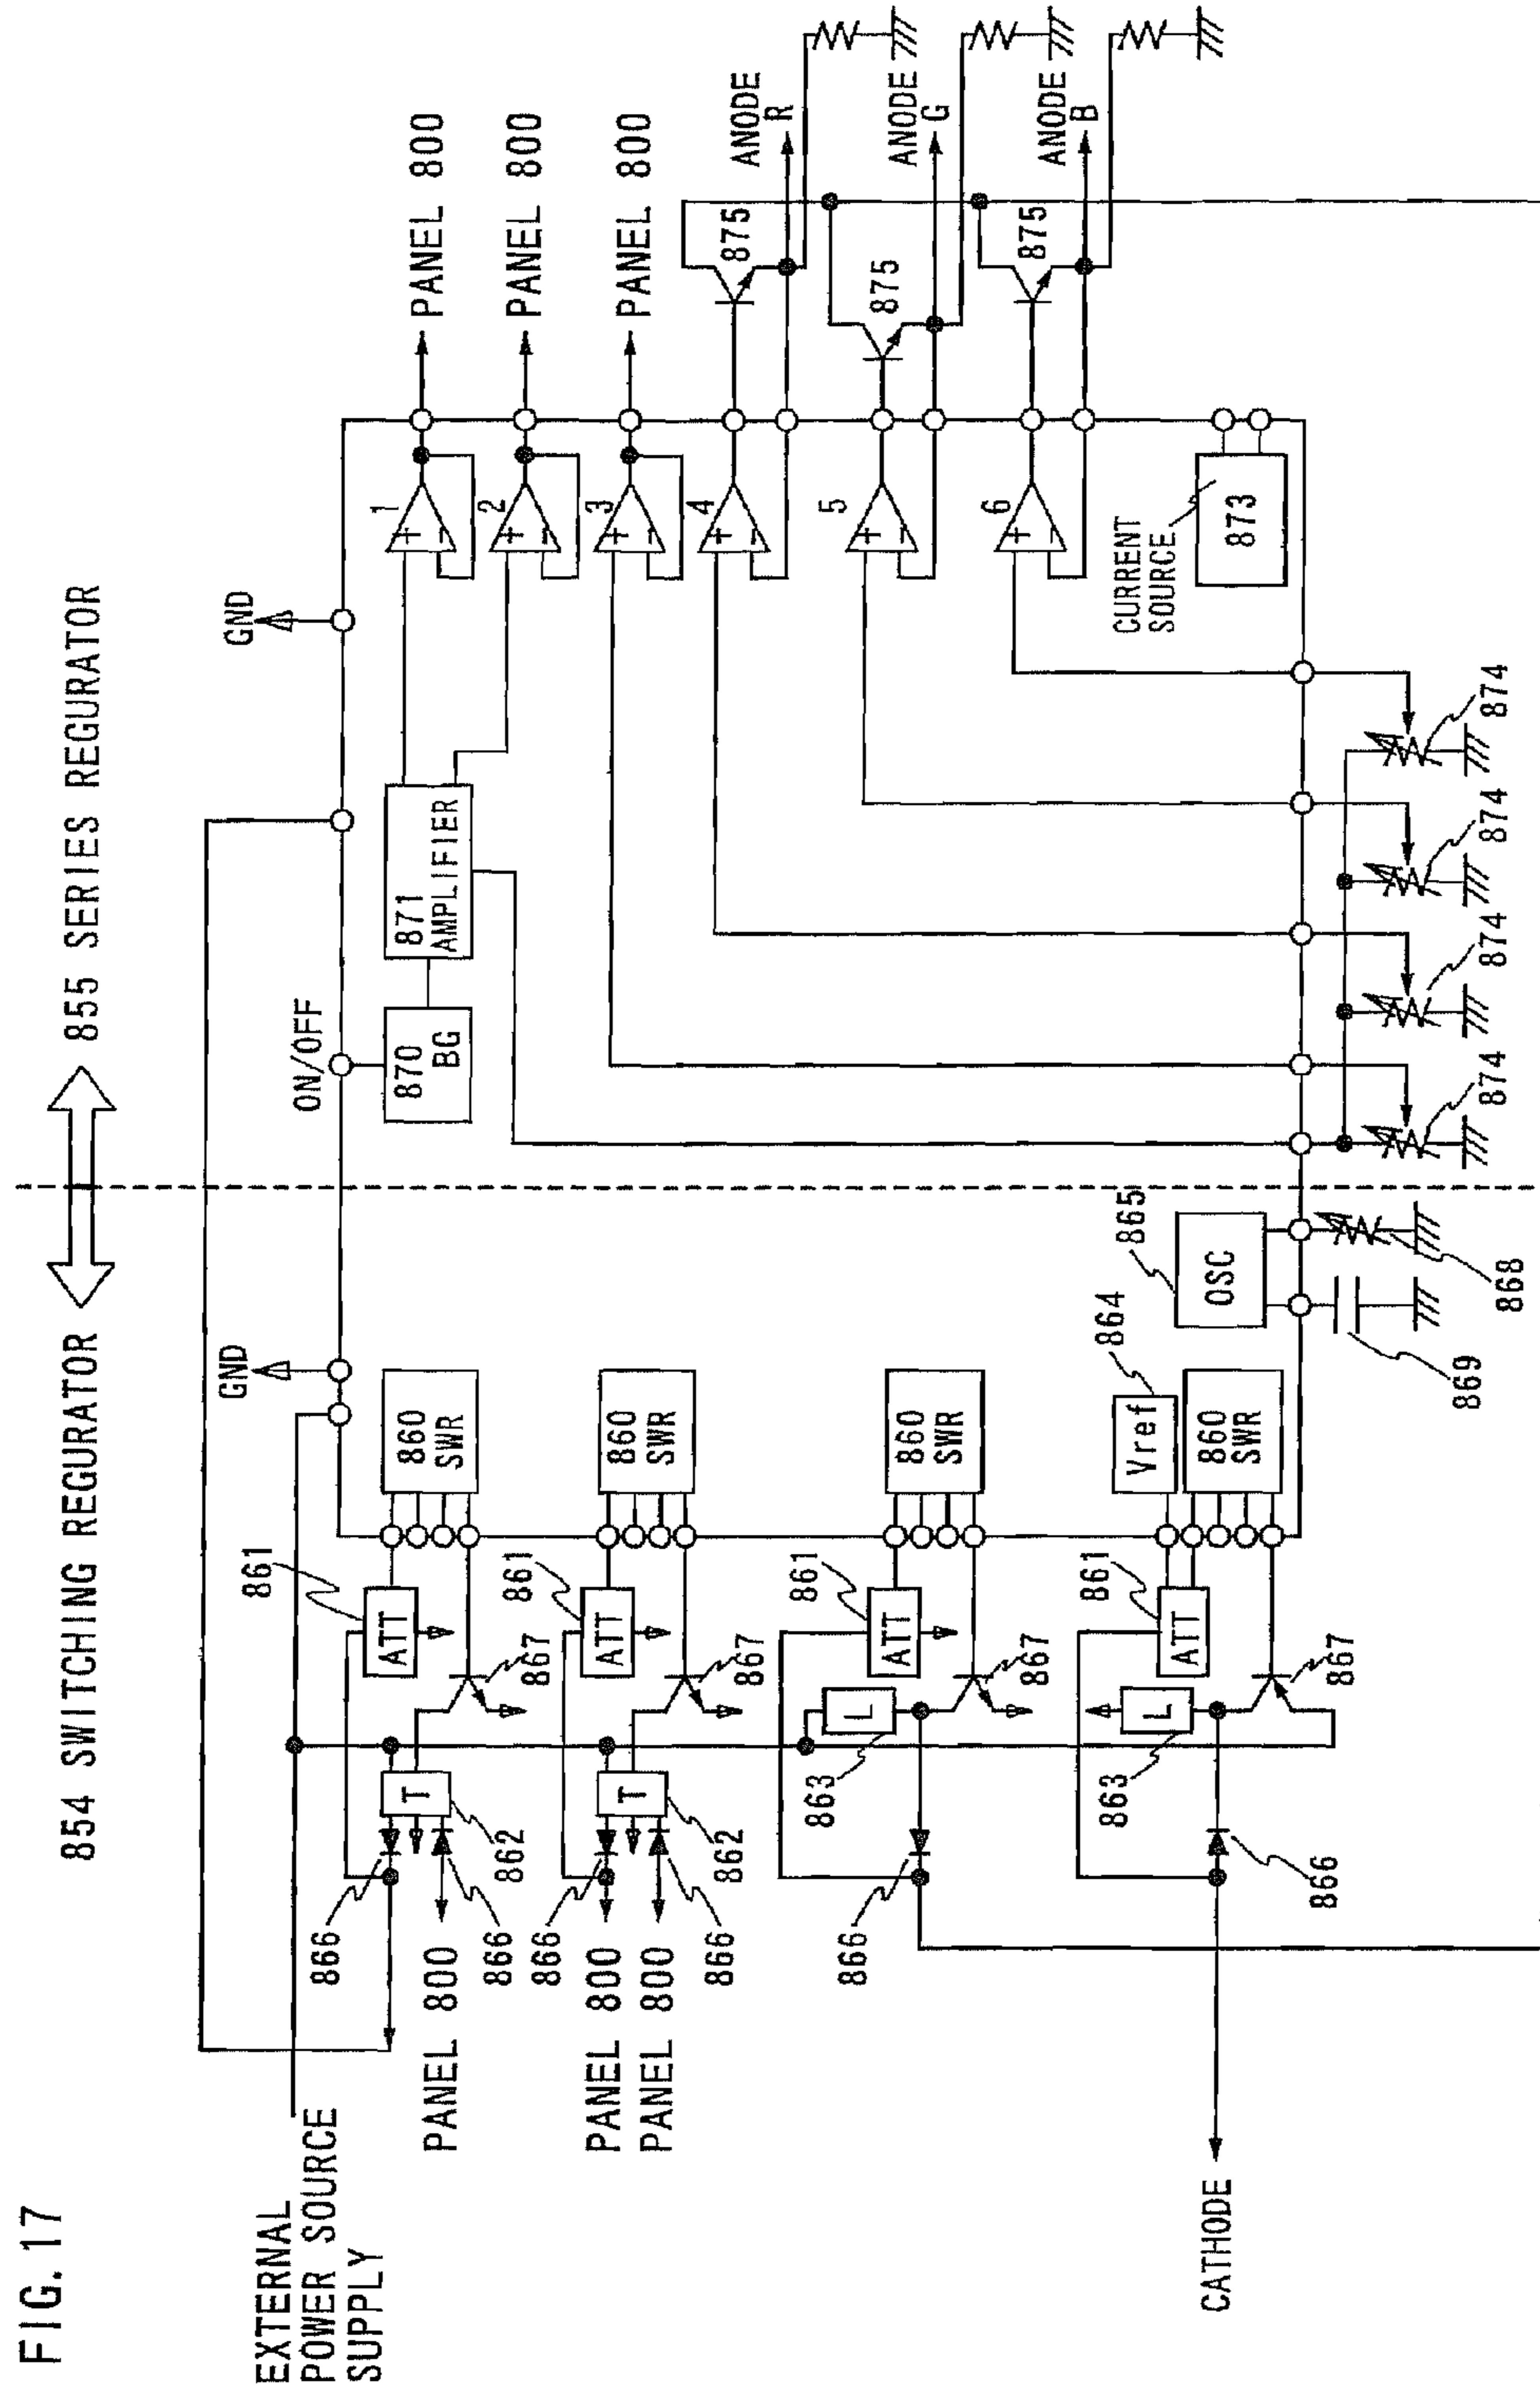 FIG. 17
854 SWITCHING REGURATOR
855 SERIES REGURATOR
EXTERNAL
POWER SOURCE
SUPPLY
GND
ON/OFF
GND
861
860
SWR
ATT
867
T
862
866
866
PANEL 800
870
BG
871
AMPLIFIER
1
PANEL 800
2
PANEL 800
3
PANEL 800
861
860
SWR
ATT
867
T
862
866
866
PANEL 800
PANEL 800
4
875
ANODE
R
5
875
ANODE
G
6
875
ANODE
B
861
860
SWR
ATT
867
L
863
866
864
Vref
861
860
SWR
ATT
867
L
863
866
CATHODE
865
OSC
869
868
CURRENT
SOURCE
873
874
874
874
874